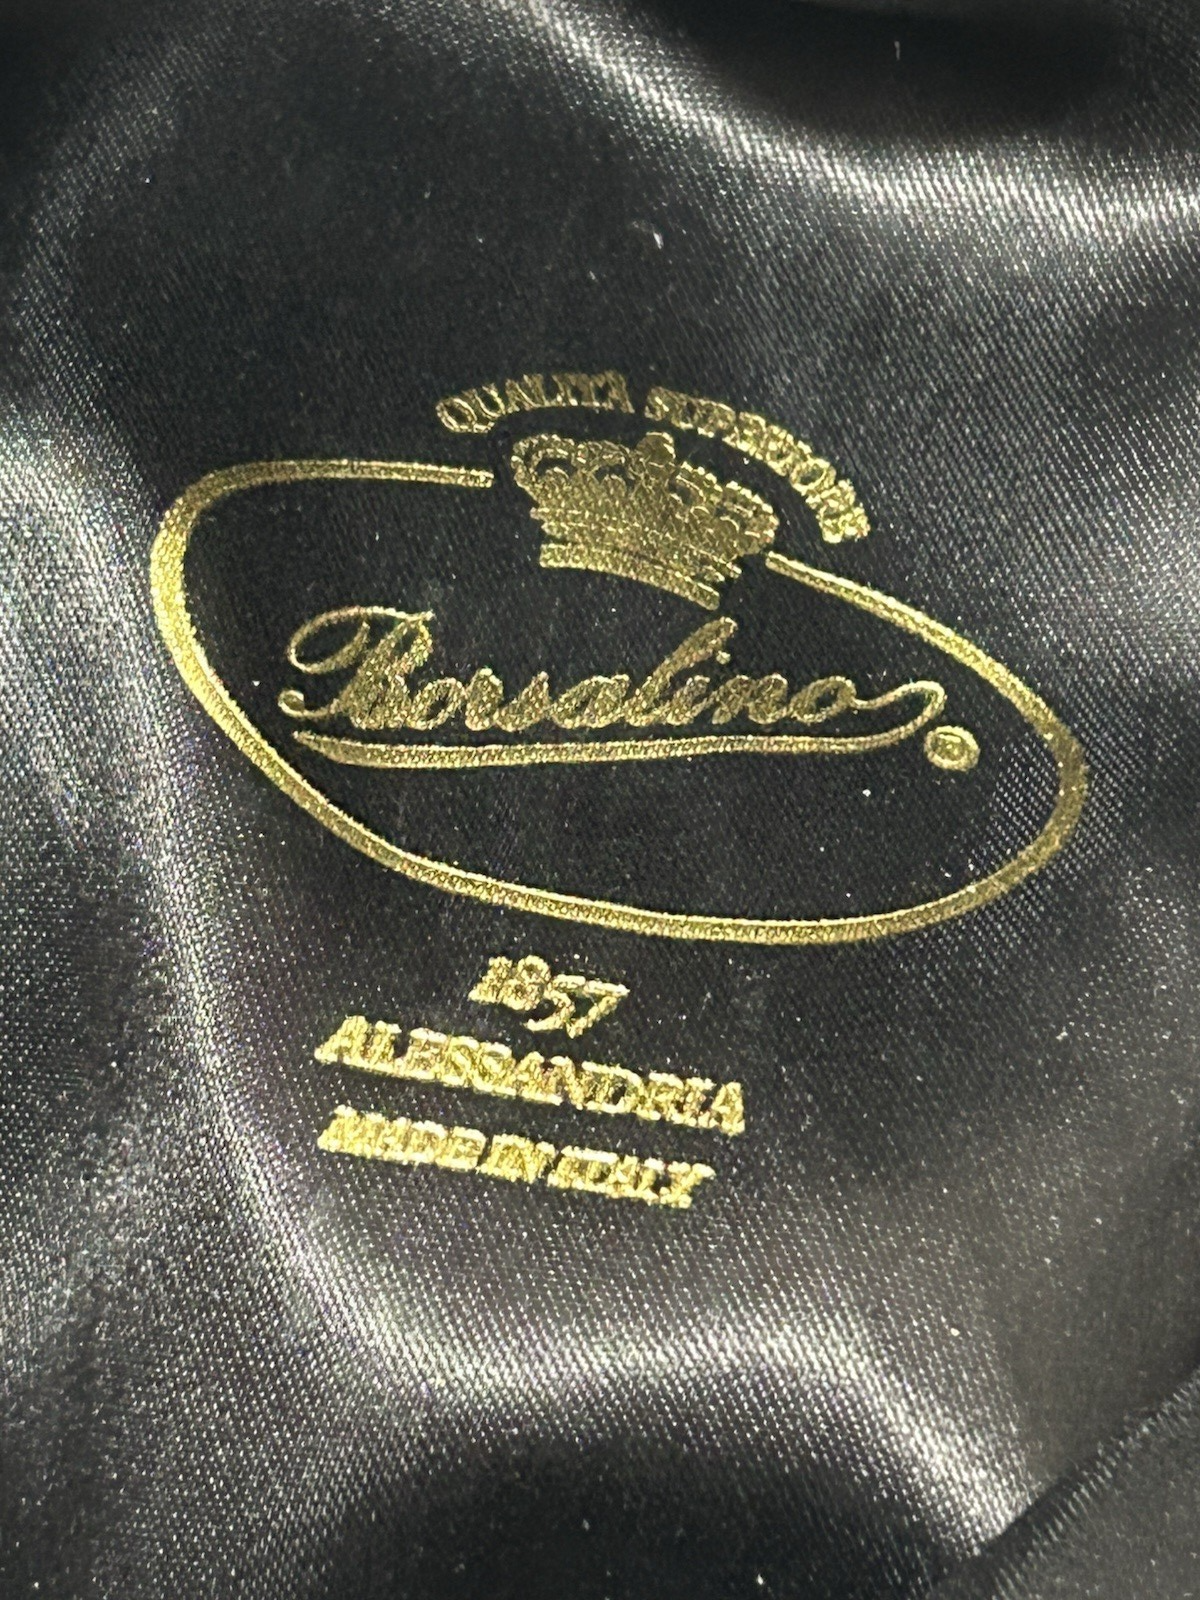 QUALITÀ SUPERIORE
Borsalino
1857
ALESSANDRIA
MADE IN ITALY